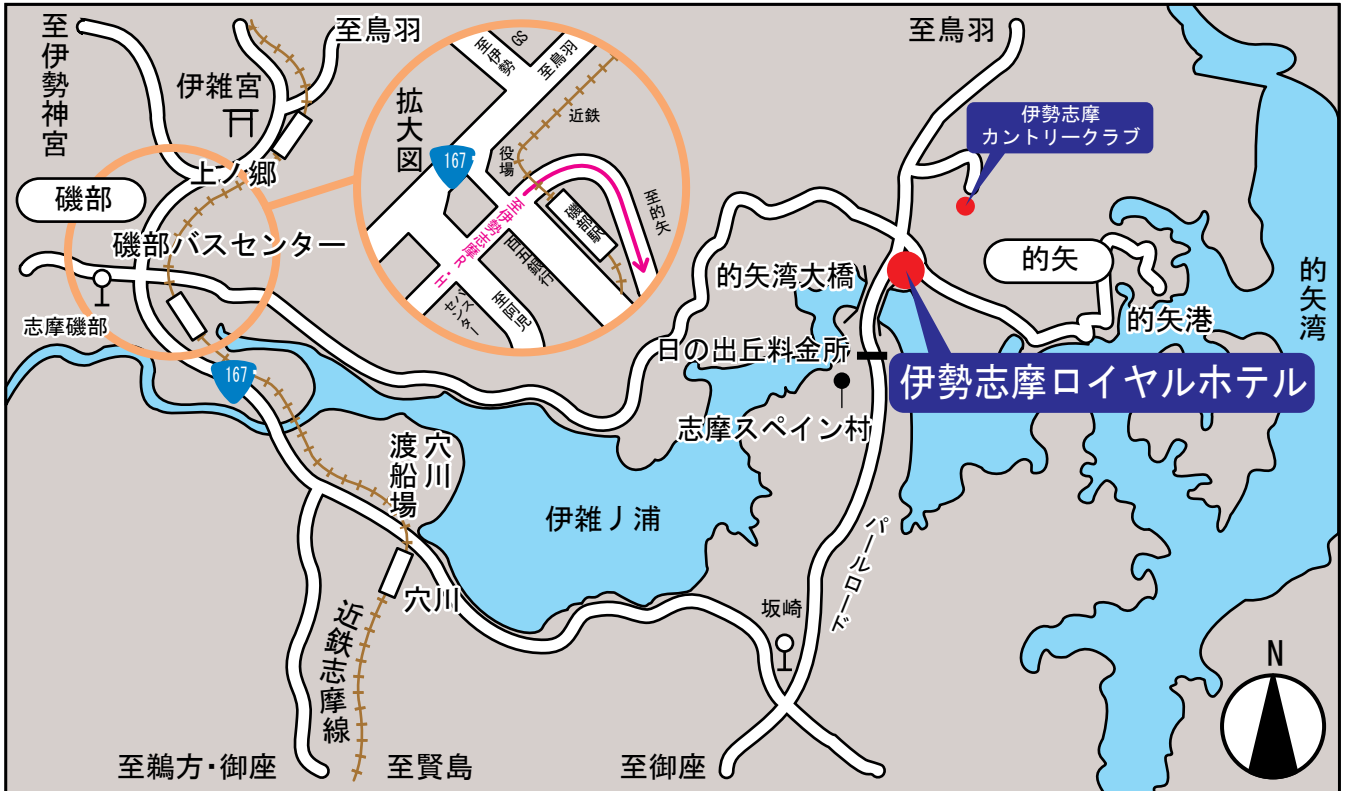 至伊勢神宮
伊雑宮
至鳥羽
上ノ郷
磯部
磯部バスセンター
志摩磯部
167
拡大図
至伊勢
GS
至鳥羽
近鉄
役場
167
至伊勢志摩R・H
百五銀行
磯部駅
至的矢
バスセンター
至阿児
至鳥羽
伊勢志摩
カントリークラブ
的矢湾大橋
的矢
的矢港
的矢湾
日の出丘料金所
伊勢志摩ロイヤルホテル
志摩スペイン村
穴川
渡船場
伊雑ノ浦
パールロード
穴川
坂崎
近鉄志摩線
至鵜方・御座
至賢島
至御座
N